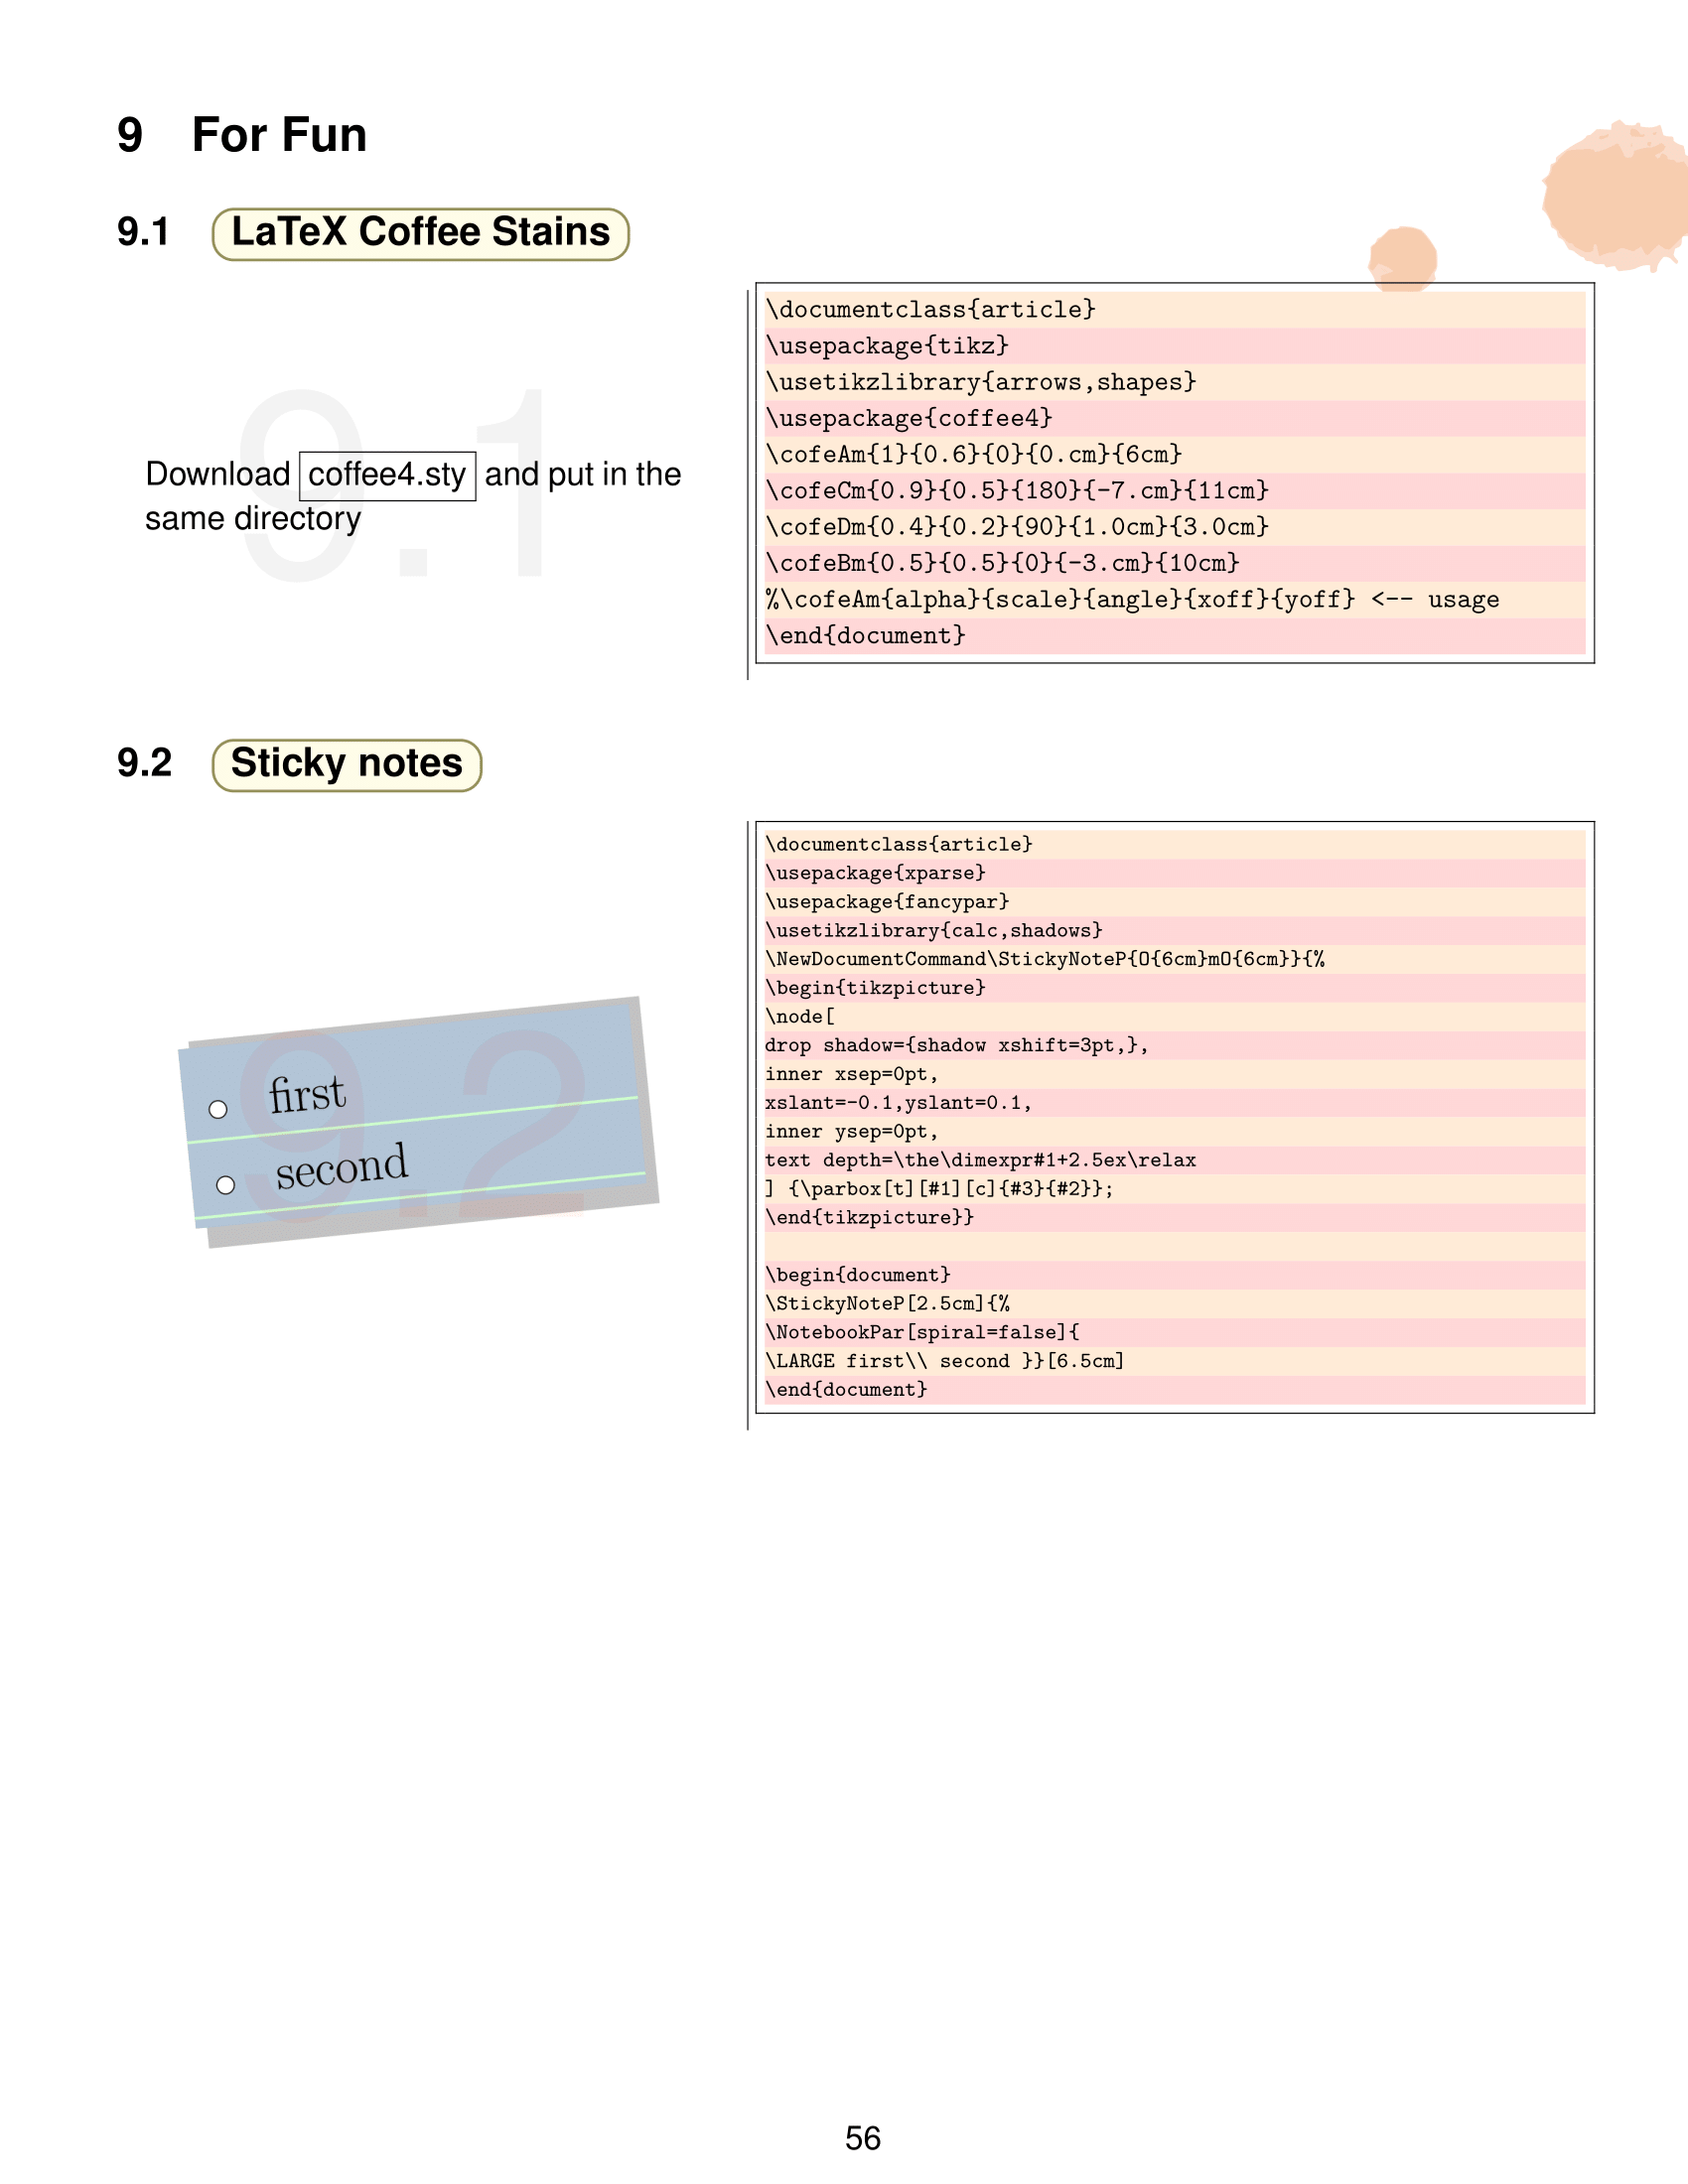 9 For Fun
9.1 LaTeX Coffee Stains
9.1
Download coffee4.sty and put in the
same directory
\documentclass{article}
\usepackage{tikz}
\usetikzlibrary{arrows,shapes}
\usepackage{coffee4}
\cofeAm{1}{0.6}{0}{0.cm}{6cm}
\cofeCm{0.9}{0.5}{180}{-7.cm}{11cm}
\cofeDm{0.4}{0.2}{90}{1.0cm}{3.0cm}
\cofeBm{0.5}{0.5}{0}{-3.cm}{10cm}
%\cofeAm{alpha}{scale}{angle}{xoff}{yoff} <-- usage
\end{document}
9.2 Sticky notes
9.2
first
second
\documentclass{article}
\usepackage{xparse}
\usepackage{fancypar}
\usetikzlibrary{calc,shadows}
\NewDocumentCommand\StickyNoteP{O{6cm}mO{6cm}}{%
\begin{tikzpicture}
\node[
drop shadow={shadow xshift=3pt,},
inner xsep=0pt,
xslant=-0.1,yslant=0.1,
inner ysep=0pt,
text depth=\the\dimexpr#1+2.5ex\relax
] {\parbox[t][#1][c]{#3}{#2}};
\end{tikzpicture}}
\begin{document}
\StickyNoteP[2.5cm]{%
\NotebookPar[spiral=false]{
\LARGE first\\ second }}[6.5cm]
\end{document}
56